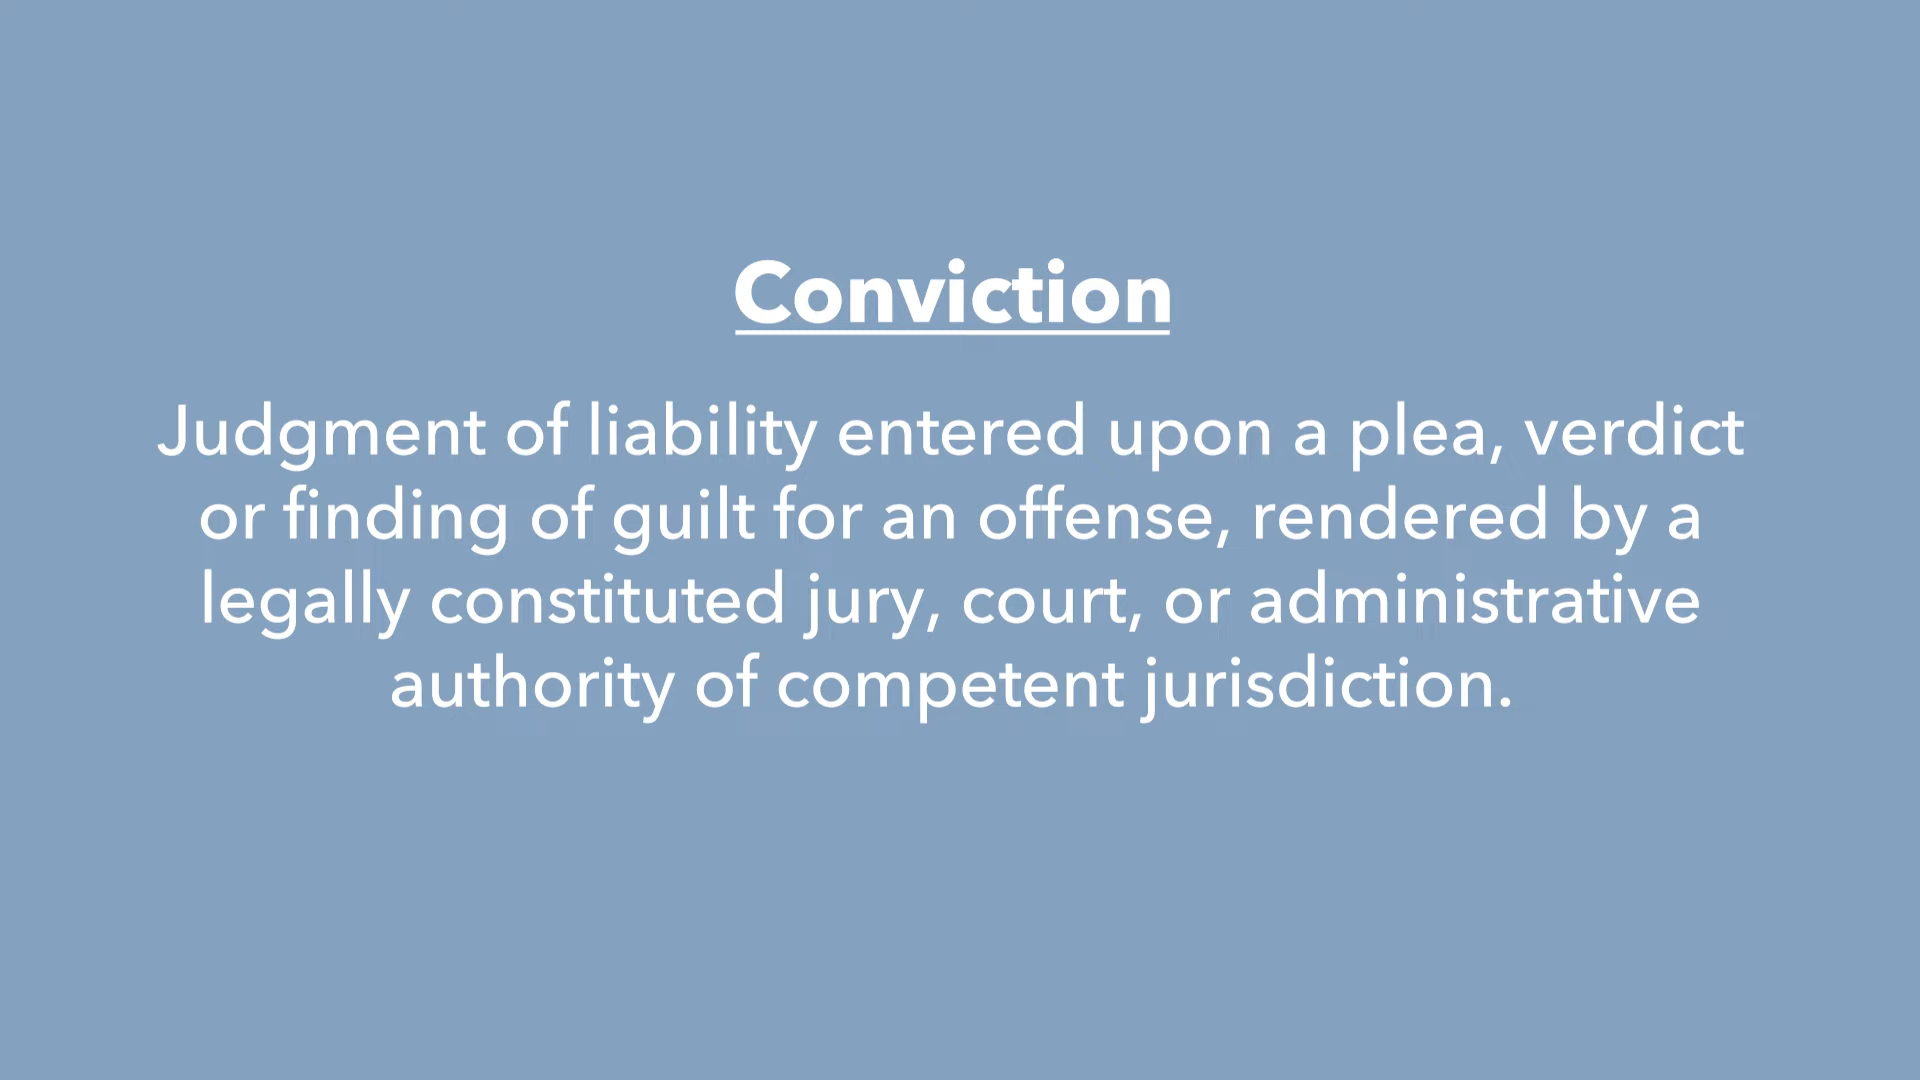 Conviction
Judgment of liability entered upon a plea, verdict
or finding of guilt for an offense, rendered by a
legally constituted jury, court, or administrative
authority of competent jurisdiction.